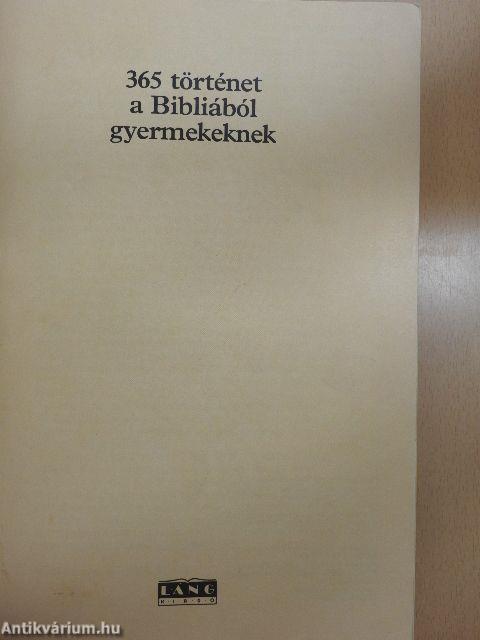 365 történet
a Bibliából
gyermekeknek
LANG
KIADÓ
Antikvárium.hu